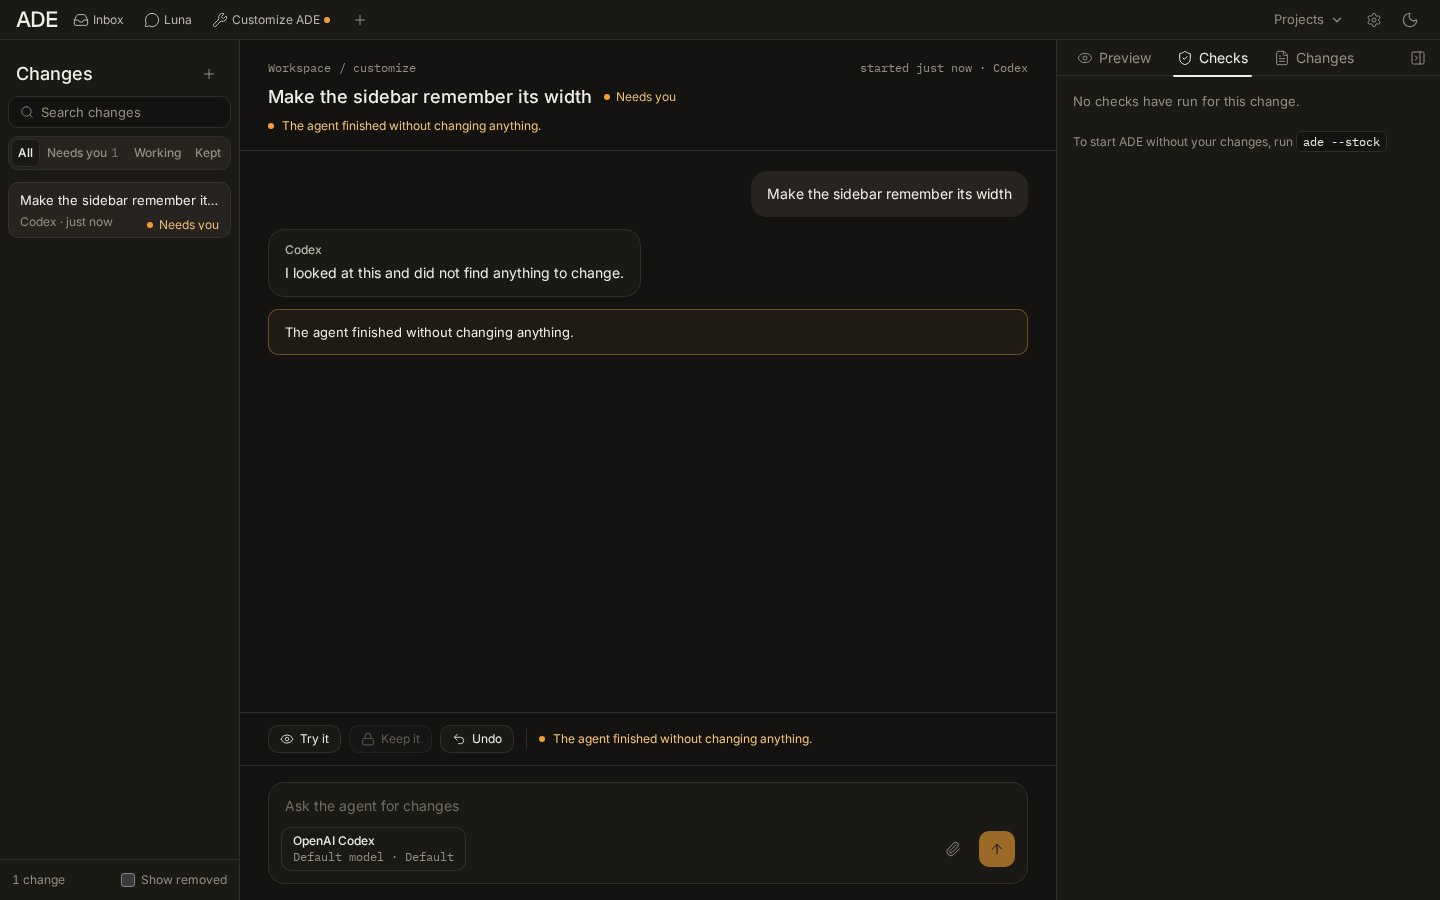 ADE Inbox Luna Customize ADE Projects
Changes
Search changes
All Needs you 1 Working Kept
Make the sidebar remember it...
Codex · just now Needs you
1 change Show removed
Workspace / customize started just now · Codex
Make the sidebar remember its width Needs you
The agent finished without changing anything.
Make the sidebar remember its width
Codex
I looked at this and did not find anything to change.
The agent finished without changing anything.
Try it Keep it Undo The agent finished without changing anything.
Ask the agent for changes
OpenAI Codex
Default model · Default
Preview Checks Changes
No checks have run for this change.
To start ADE without your changes, run ade --stock